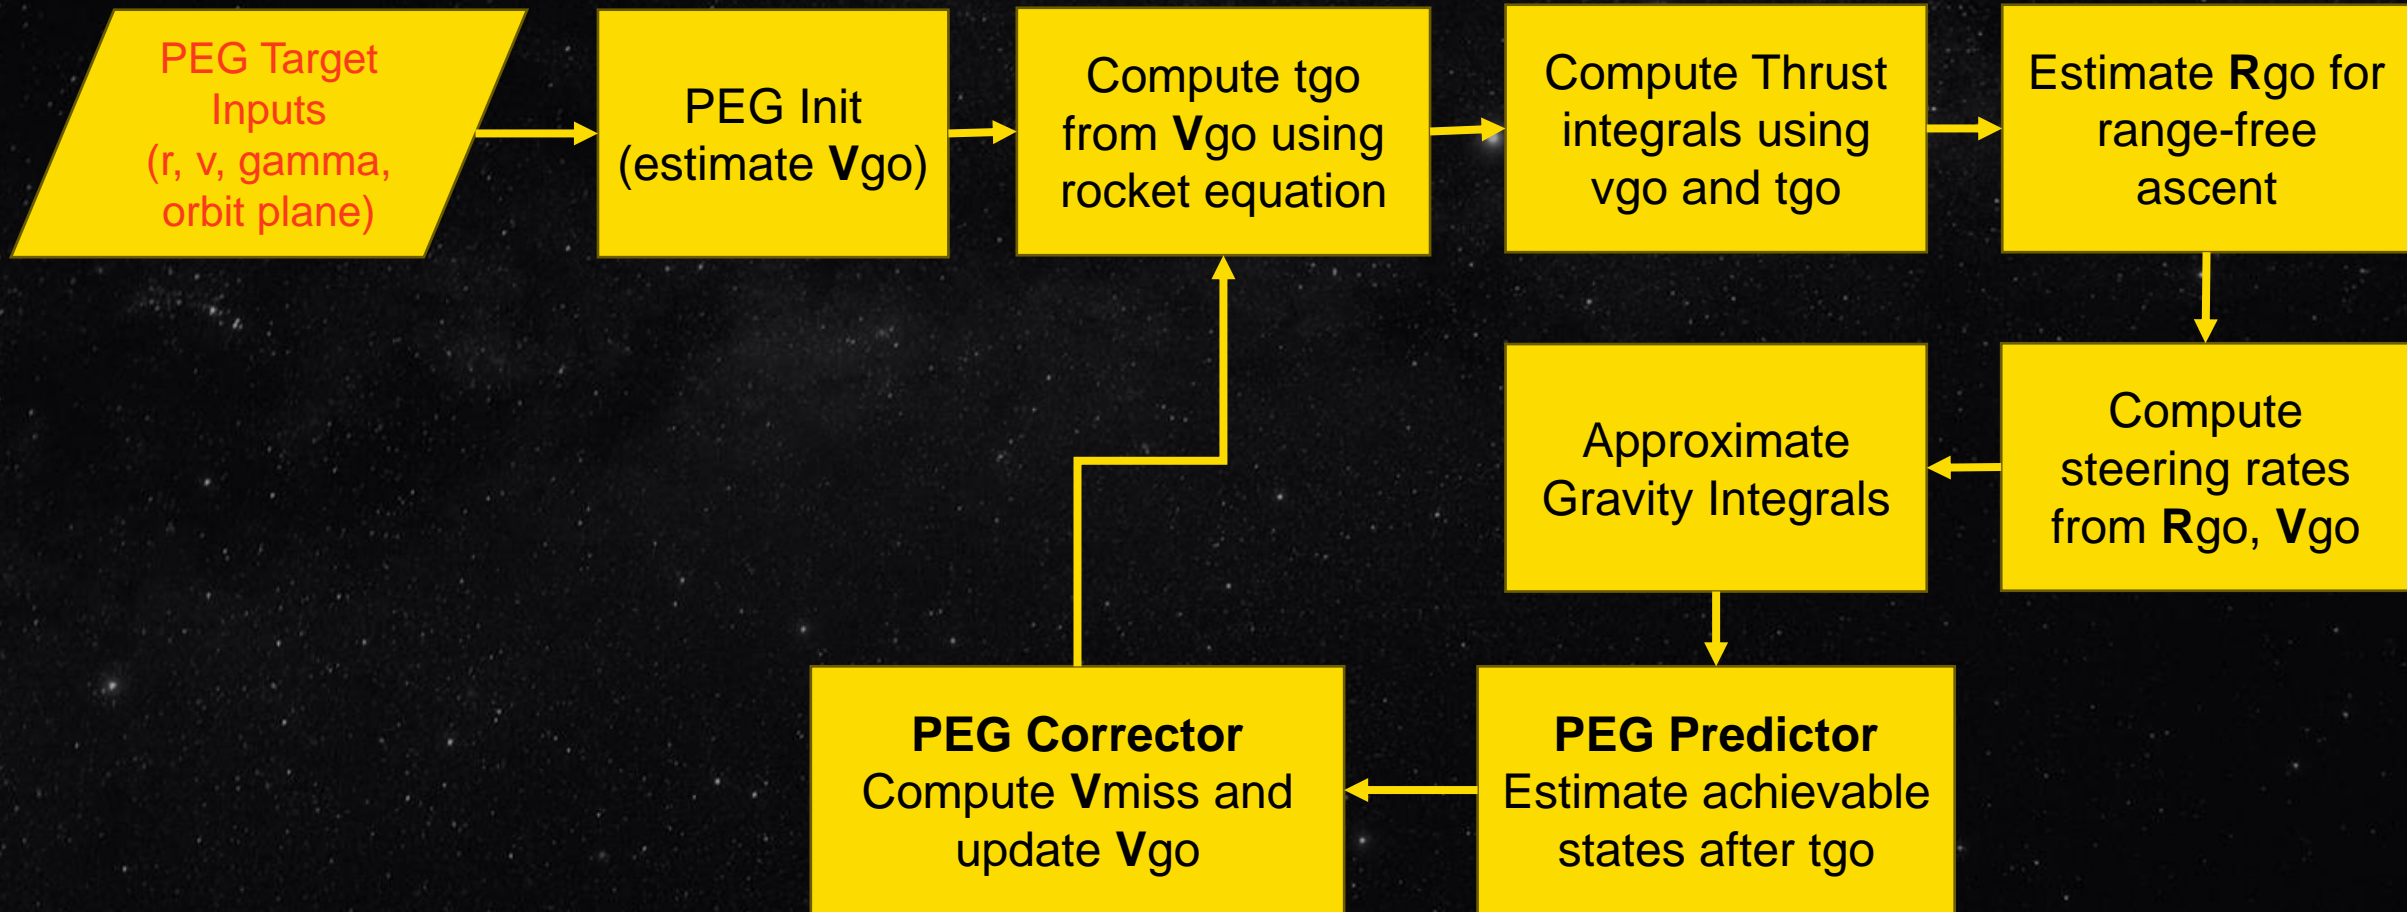 PEG Target
Inputs
(r, v, gamma,
orbit plane)
PEG Init
(estimate Vgo)
Compute tgo
from Vgo using
rocket equation
Compute Thrust
integrals using
vgo and tgo
Estimate Rgo for
range-free
ascent
Compute
steering rates
from Rgo, Vgo
Approximate
Gravity Integrals
PEG Predictor
Estimate achievable
states after tgo
PEG Corrector
Compute Vmiss and
update Vgo